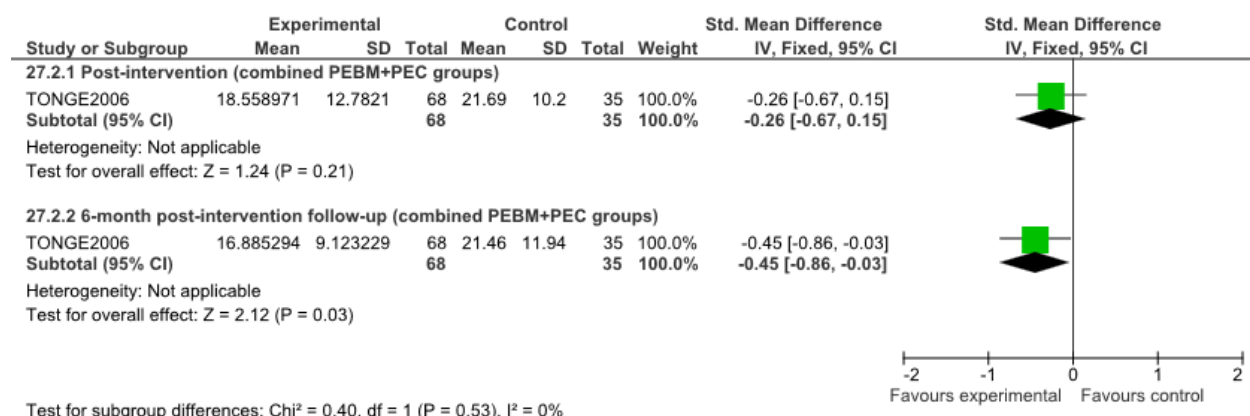 Experimental Control Std. Mean Difference Std. Mean Difference
Study or Subgroup Mean SD Total Mean SD Total Weight IV, Fixed, 95% CI IV, Fixed, 95% CI
27.2.1 Post-intervention (combined PEBM+PEC groups)
TONGE2006 18.558971 12.7821 68 21.69 10.2 35 100.0% -0.26 [-0.67, 0.15]
Subtotal (95% CI) 68 35 100.0% -0.26 [-0.67, 0.15]
Heterogeneity: Not applicable
Test for overall effect: Z = 1.24 (P = 0.21)
27.2.2 6-month post-intervention follow-up (combined PEBM+PEC groups)
TONGE2006 16.885294 9.123229 68 21.46 11.94 35 100.0% -0.45 [-0.86, -0.03]
Subtotal (95% CI) 68 35 100.0% -0.45 [-0.86, -0.03]
Heterogeneity: Not applicable
Test for overall effect: Z = 2.12 (P = 0.03)
-2 -1 0 1 2
Favours experimental Favours control
Test for subgroup differences: Chi² = 0.40, df = 1 (P = 0.53), I² = 0%